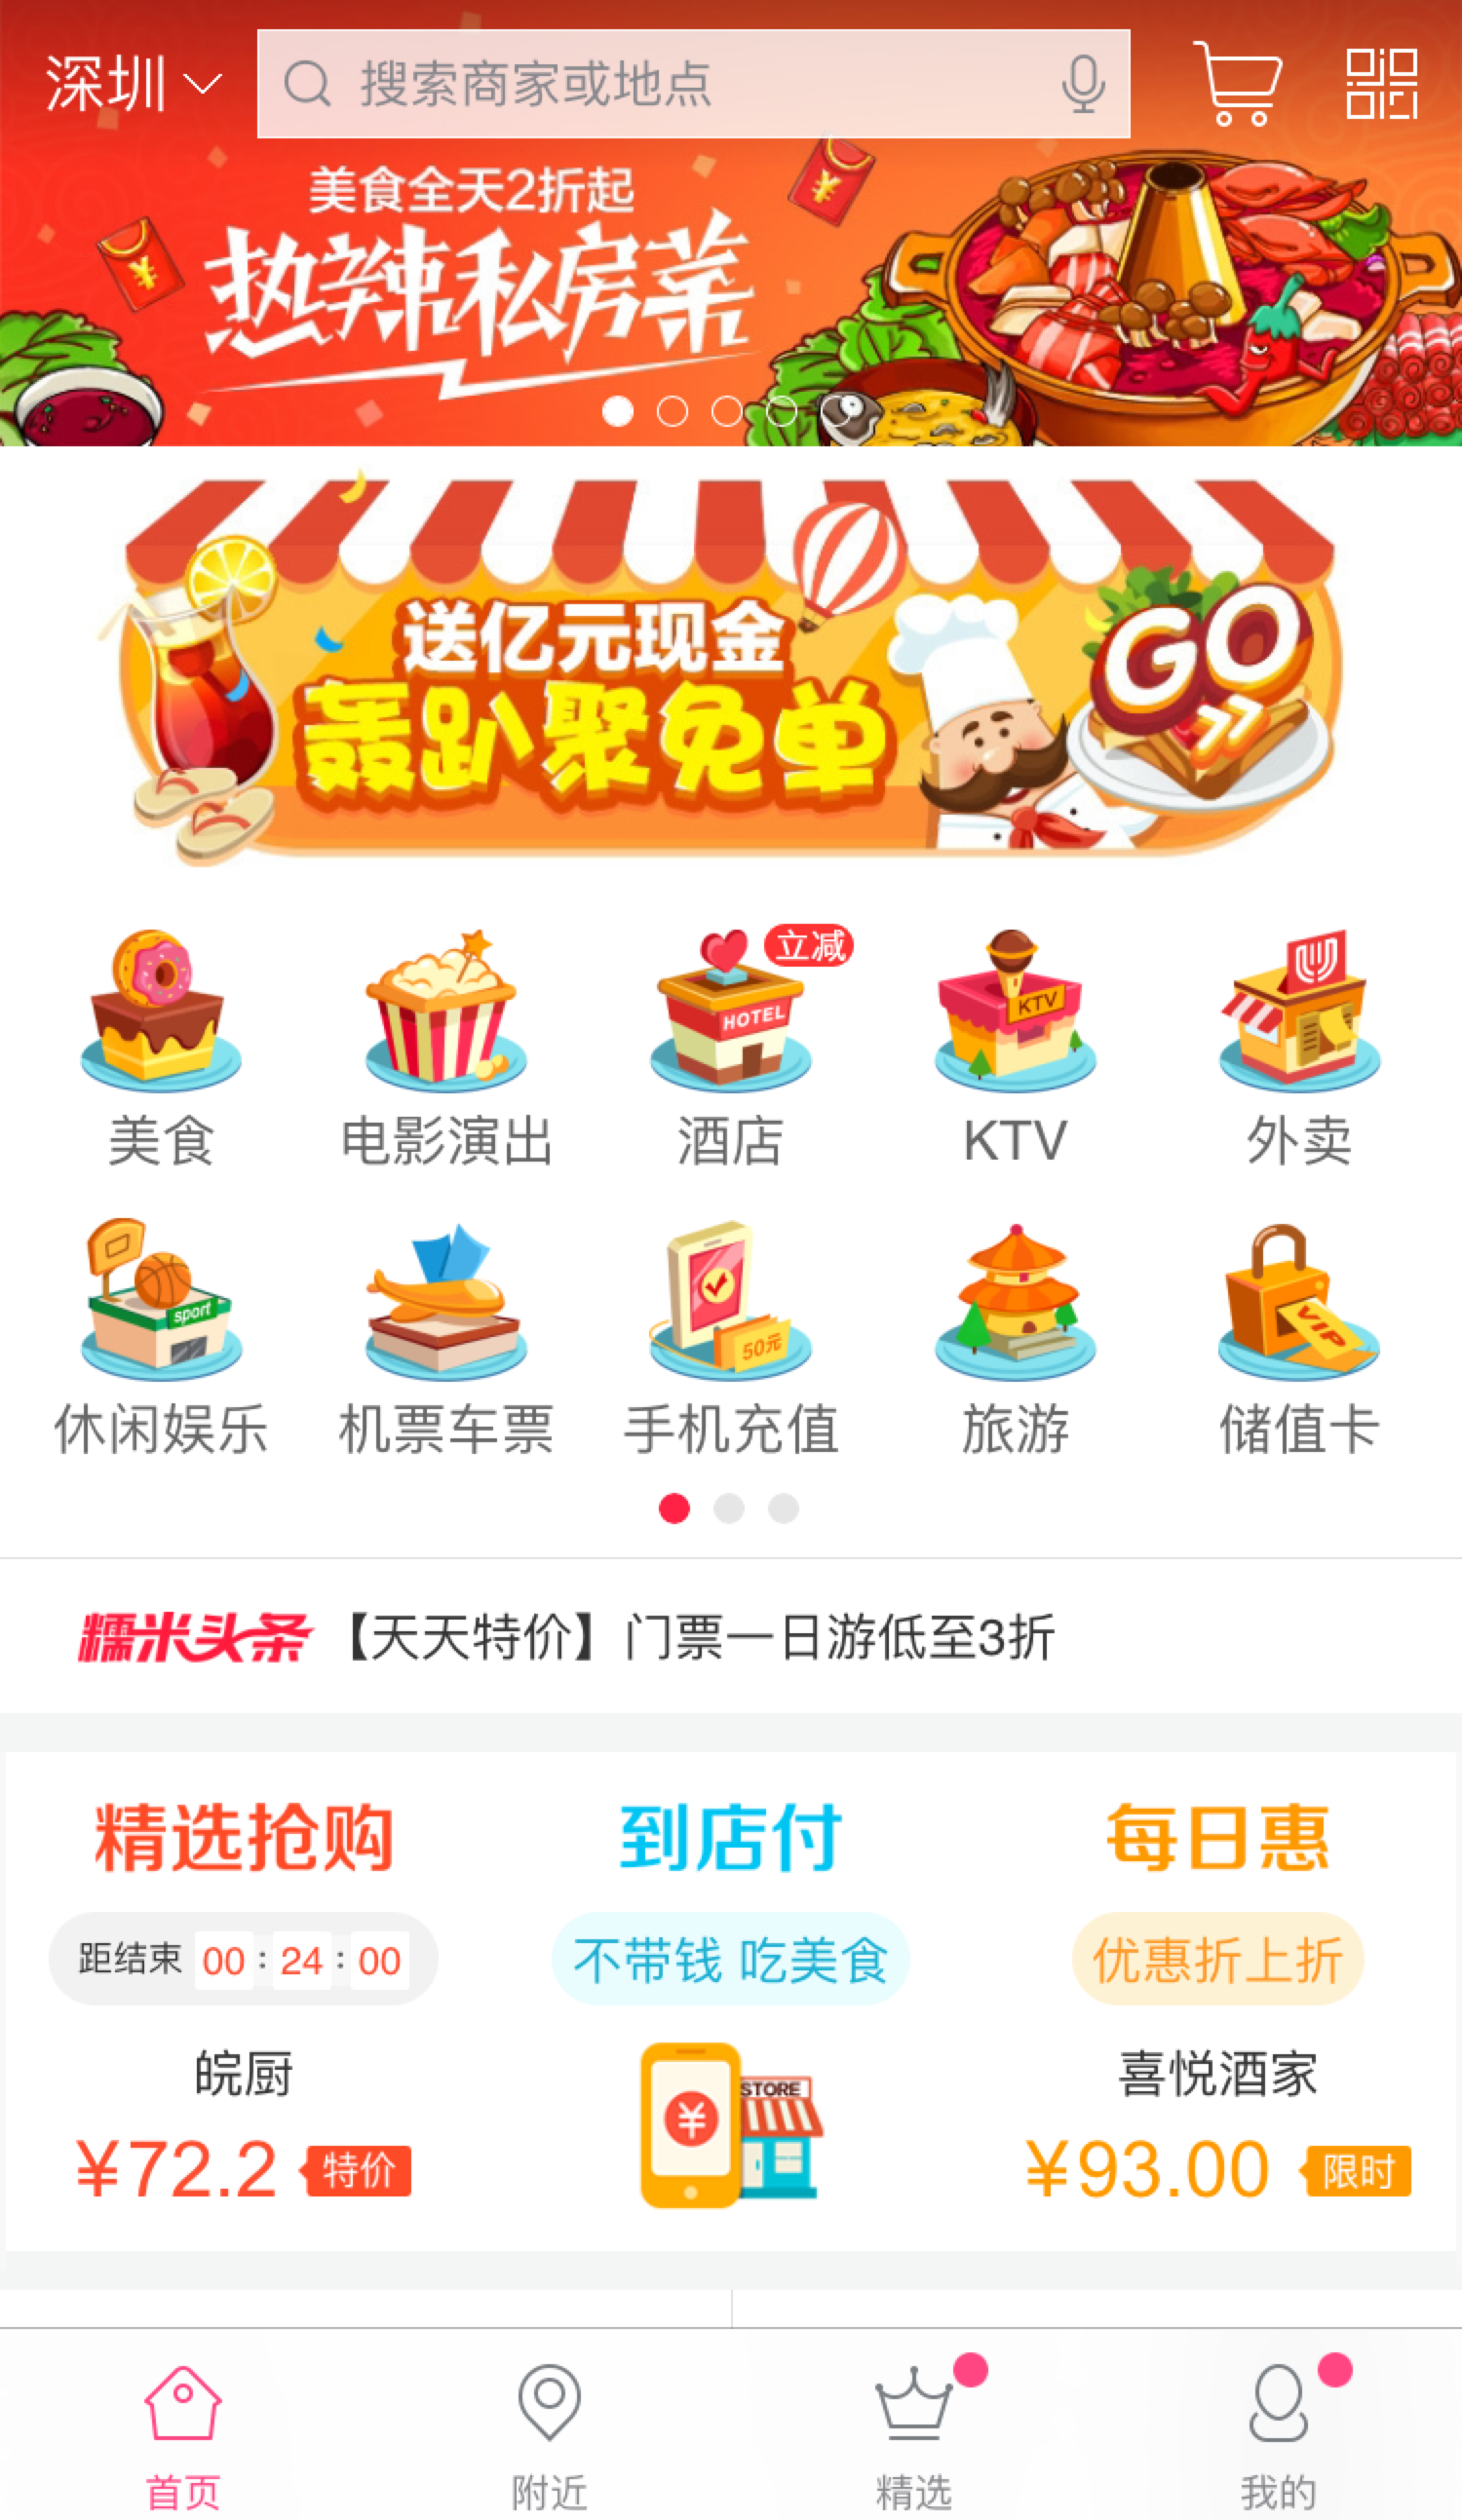 深圳
搜索商家或地点
美食全天2折起
热辣私房菜
送亿元现金
轰趴聚免单
GO
立减
HOTEL
KTV
美食
电影演出
酒店
KTV
外卖
sport
50元
VIP
休闲娱乐
机票车票
手机充值
旅游
储值卡
糯米头条 【天天特价】门票一日游低至3折
精选抢购
到店付
每日惠
距结束 00 : 24 : 00
不带钱 吃美食
优惠折上折
皖厨
STORE
喜悦酒家
¥72.2 特价
¥
¥93.00 限时
首页
附近
精选
我的